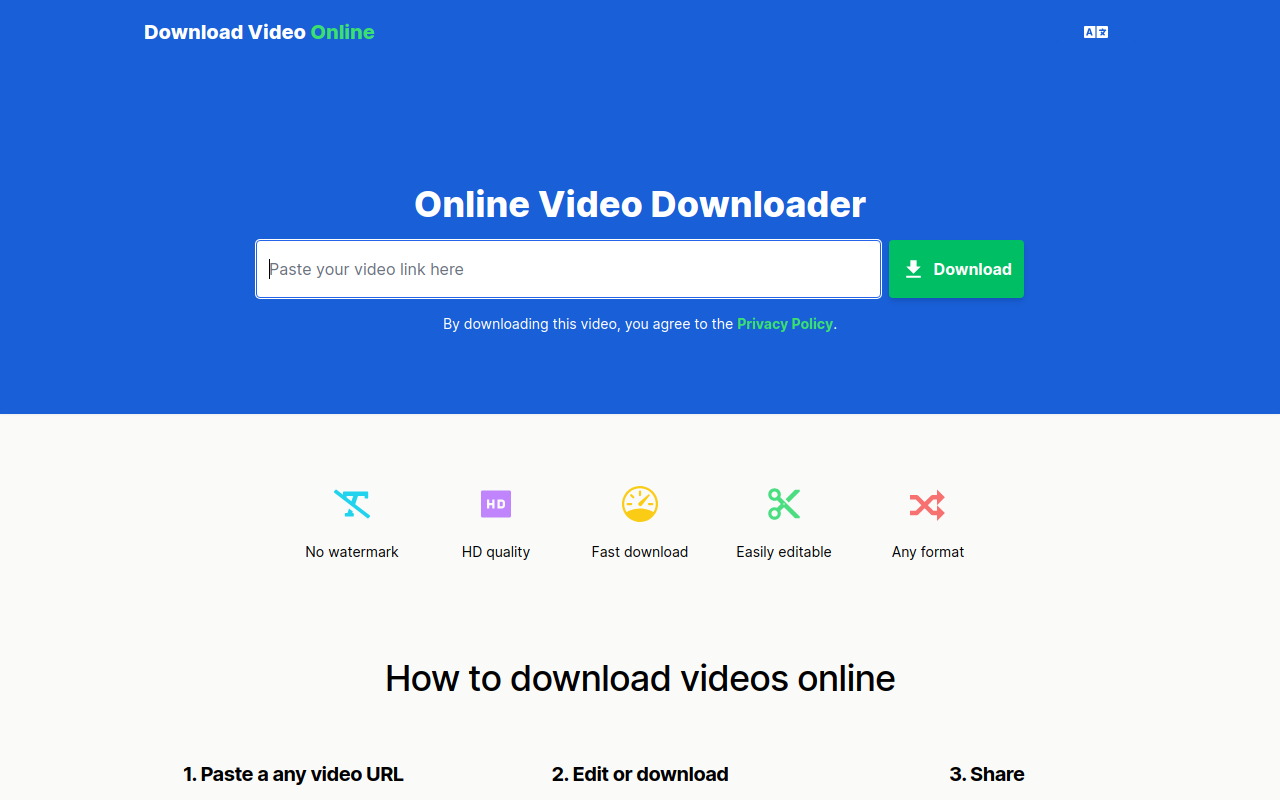 Download Video Online
Online Video Downloader
Paste your video link here
Download
By downloading this video, you agree to the Privacy Policy.
HD
No watermark
HD quality
Fast download
Easily editable
Any format
How to download videos online
1. Paste a any video URL
2. Edit or download
3. Share